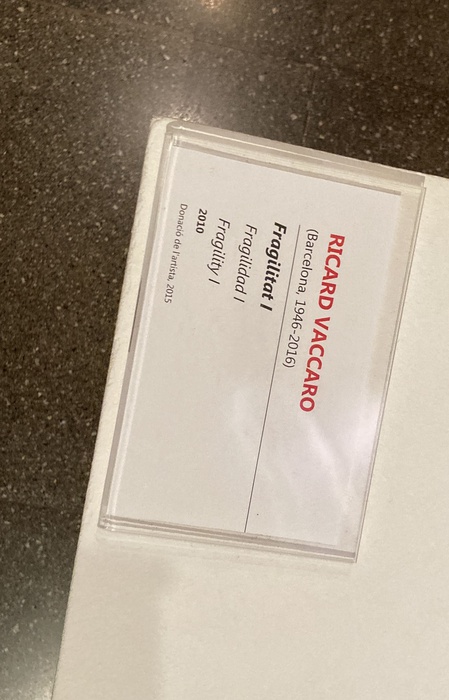 RICARD VACCARO
(Barcelona, 1946-2016)
Fragilitat I
Fragilidad I
Fragility I
2010
Donació de l'artista, 2015